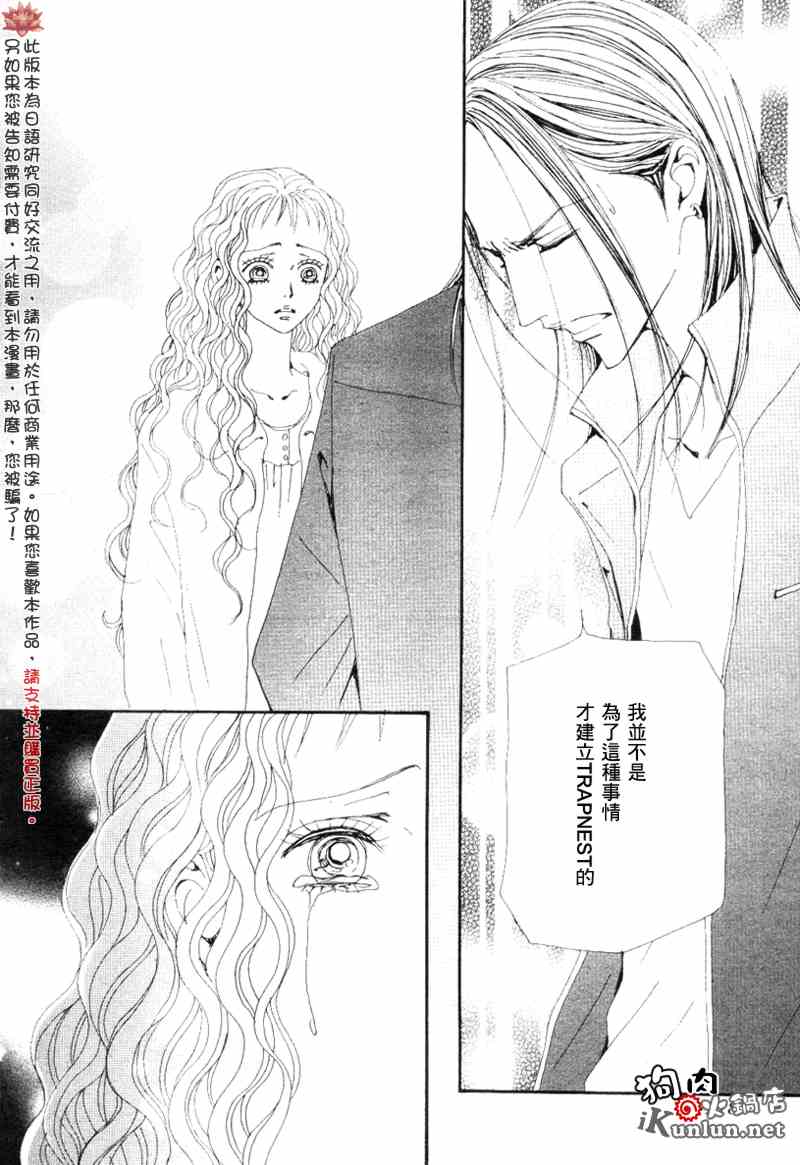 我並不是
為了這種事情
才建立TRAPNEST的
此版本為日語研究同好交流之用，請勿用於任何商業用途。如果您喜歡本作品，請支持並購買正版。
另如果您被告知需要付費，才能看到本漫畫，那麼，您被騙了！
狗肉
火鍋店
iKunlun.net